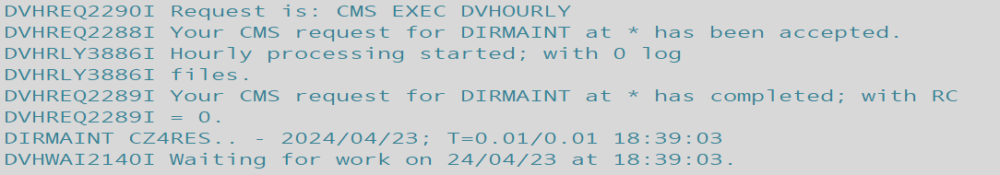 DVHREQ2290I Request is: CMS EXEC DVHOURLY
DVHREQ2288I Your CMS request for DIRMAINT at * has been accepted.
DVHRLY3886I Hourly processing started; with 0 log
DVHRLY3886I files.
DVHREQ2289I Your CMS request for DIRMAINT at * has completed; with RC
DVHREQ2289I = 0.
DIRMAINT CZ4RES.. - 2024/04/23; T=0.01/0.01 18:39:03
DVHWAI2140I Waiting for work on 24/04/23 at 18:39:03.